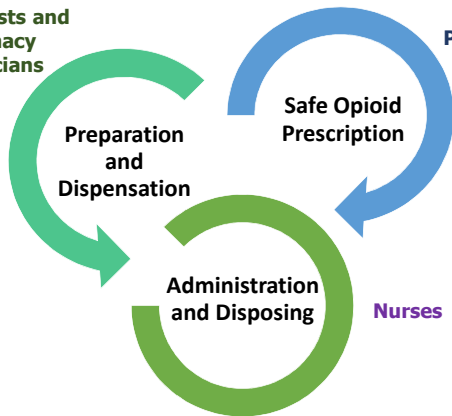 sts and
macy
cians
P
Safe Opioid
Prescription
Preparation
and
Dispensation
Administration
and Disposing
Nurses